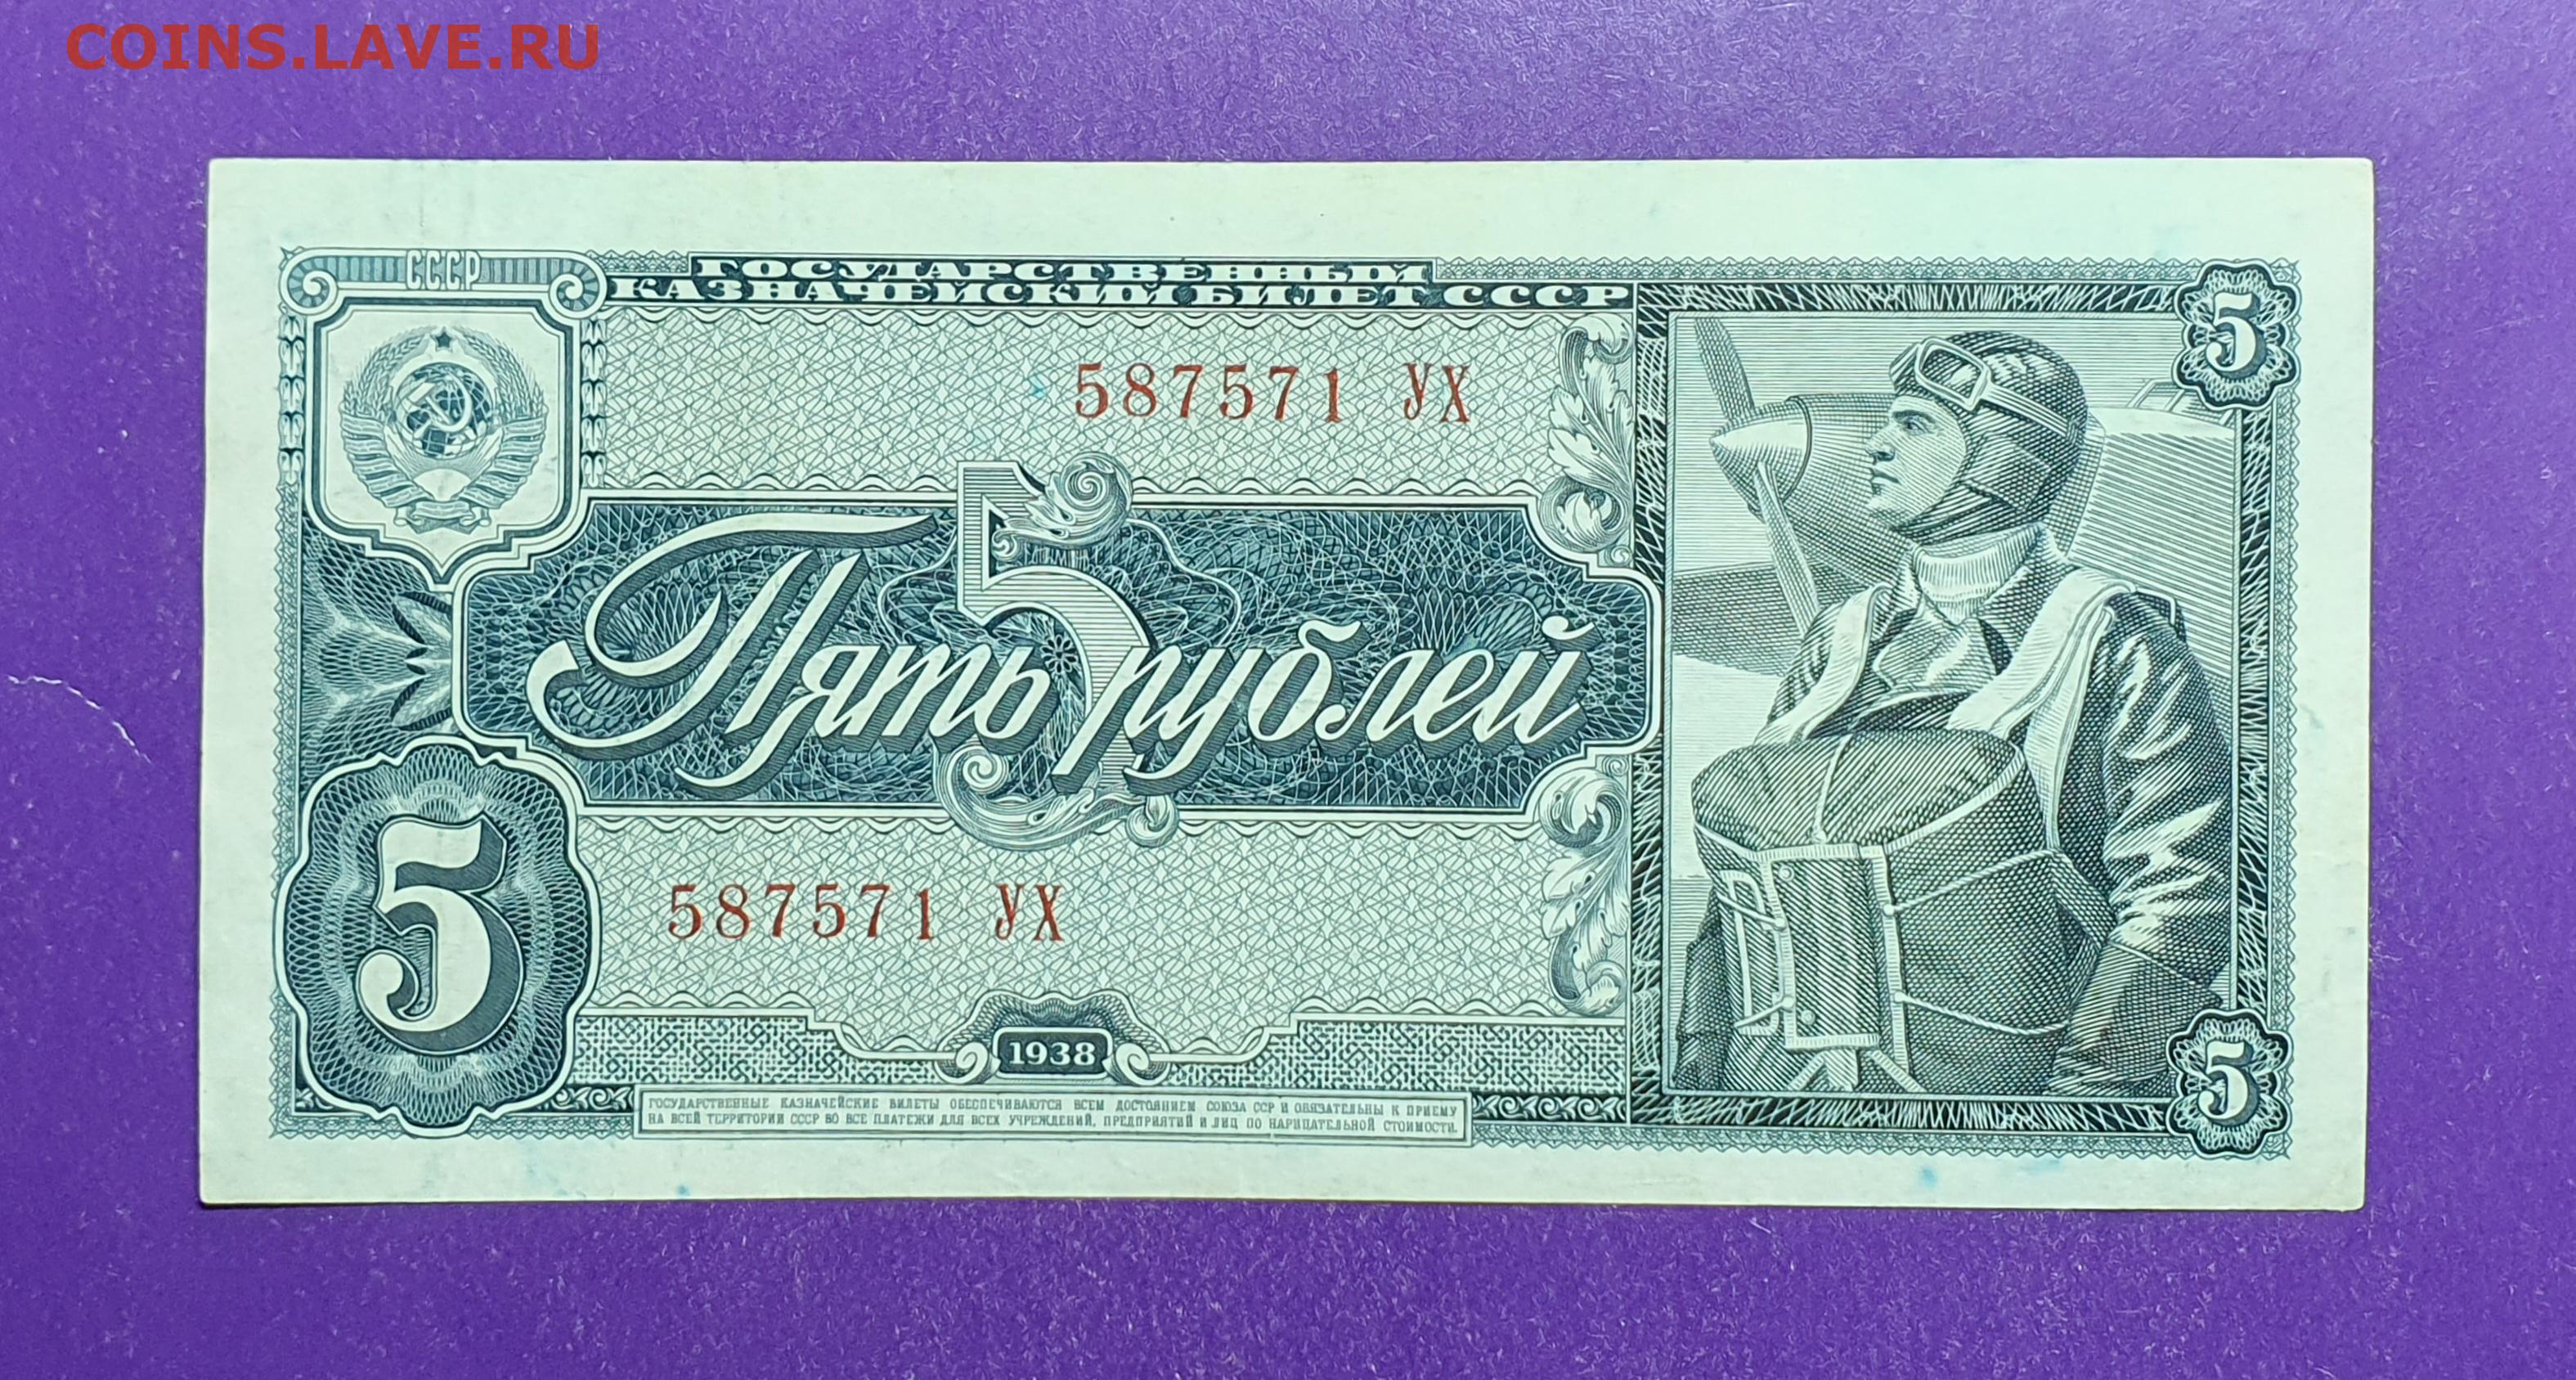 COINS.LAVE.RU
СССР
ГОСУДАРСТВЕННЫЙ
КАЗНАЧЕЙСКИЙ БИЛЕТ СССР
5
587571 УХ
5
Пять рублей
587571 УХ
5
1938
5
ГОСУДАРСТВЕННЫЕ КАЗНАЧЕЙСКИЕ БИЛЕТЫ ОБЕСПЕЧИВАЮТСЯ ВСЕМ ДОСТОЯНИЕМ СОЮЗА ССР И ОБЯЗАТЕЛЬНЫ К ПРИЕМУ
НА ВСЕЙ ТЕРРИТОРИИ СССР ВО ВСЕ ПЛАТЕЖИ ДЛЯ ВСЕХ УЧРЕЖДЕНИЙ, ПРЕДПРИЯТИЙ И ЛИЦ ПО НАРИЦАТЕЛЬНОЙ СТОИМОСТИ.